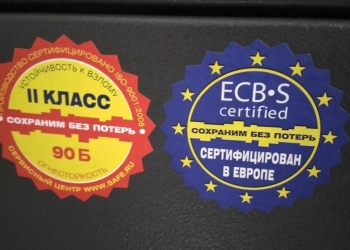 ПРОИЗВОДСТВО СЕРТИФИЦИРОВАНО ISO-9001:2008
УСТОЙЧИВОСТЬ К ВЗЛОМУ
II КЛАСС
• СОХРАНИМ БЕЗ ПОТЕРЬ •
90 Б
ОГНЕСТОЙКОСТЬ
СЕРВИСНЫЙ ЦЕНТР WWW.SAFE.RU
ECB•S
certified
СОХРАНИМ БЕЗ ПОТЕРЬ
СЕРТИФИЦИРОВАН
В ЕВРОПЕ